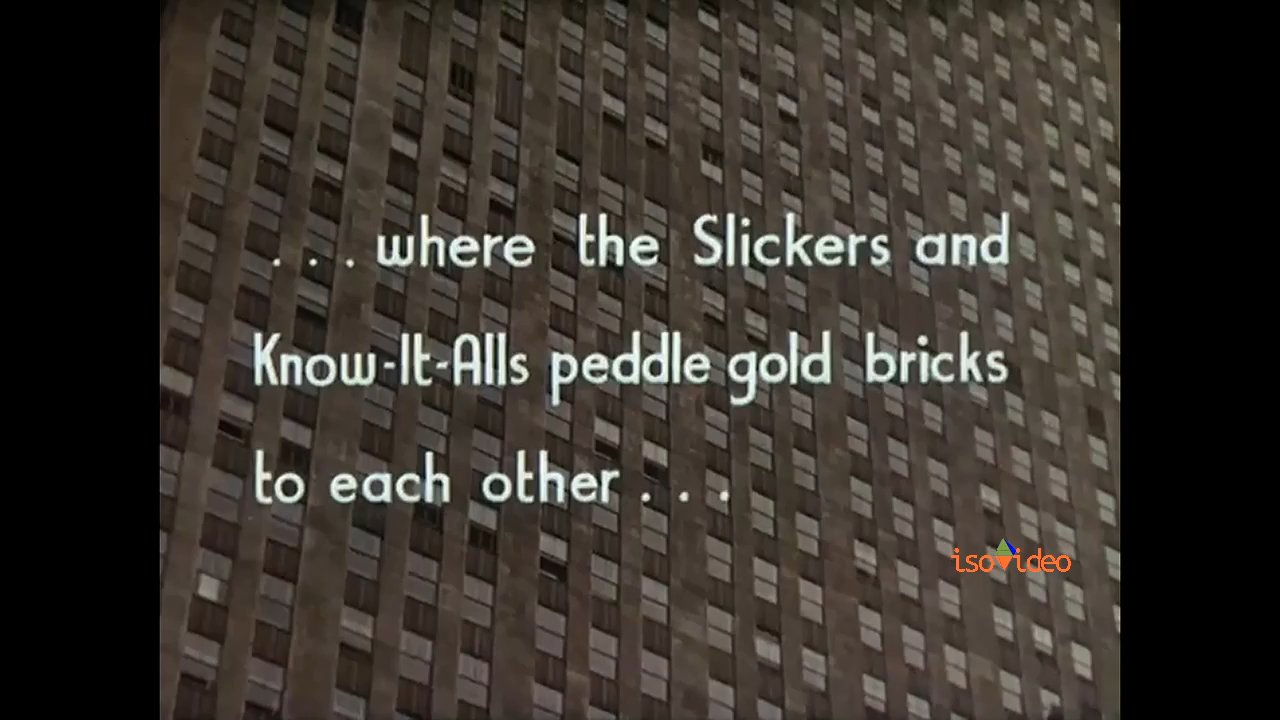 . . . where the Slickers and
Know-It-Alls peddle gold bricks
to each other . . .
isovideo